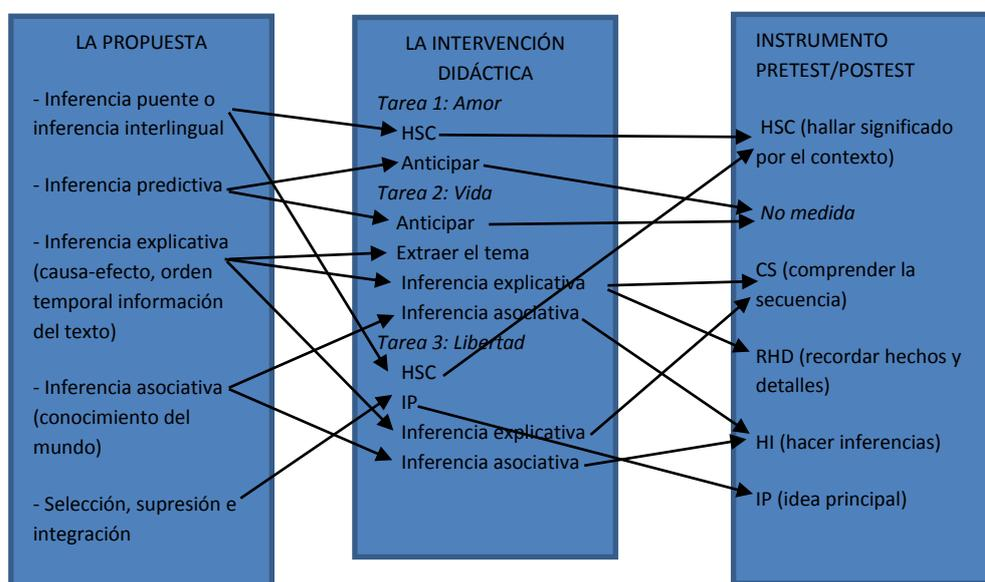 LA PROPUESTA
- Inferencia puente o
inferencia interlingual
- Inferencia predictiva
- Inferencia explicativa
(causa-efecto, orden
temporal información
del texto)
- Inferencia asociativa
(conocimiento del
mundo)
- Selección, supresión e
integración
LA INTERVENCIÓN
DIDÁCTICA
Tarea 1: Amor
HSC
Anticipar
Tarea 2: Vida
Anticipar
Extraer el tema
Inferencia explicativa
Inferencia asociativa
Tarea 3: Libertad
HSC
IP
Inferencia explicativa
Inferencia asociativa
INSTRUMENTO
PRETEST/POSTEST
HSC (hallar significado
por el contexto)
No medida
CS (comprender la
secuencia)
RHD (recordar hechos y
detalles)
HI (hacer inferencias)
IP (idea principal)